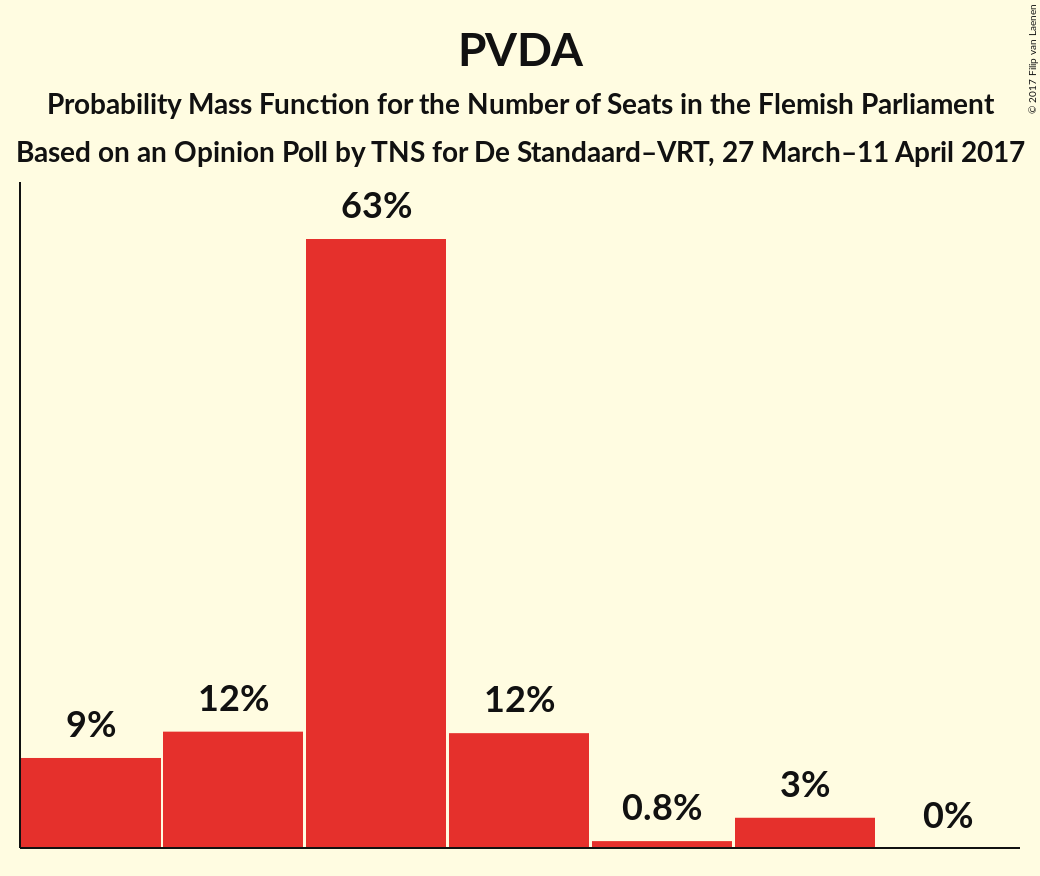 PVDA
Probability Mass Function for the Number of Seats in the Flemish Parliament
Based on an Opinion Poll by TNS for De Standaard–VRT, 27 March–11 April 2017
© 2017 Filip van Laenen
63%
12%
12%
9%
3%
0.8%
0%